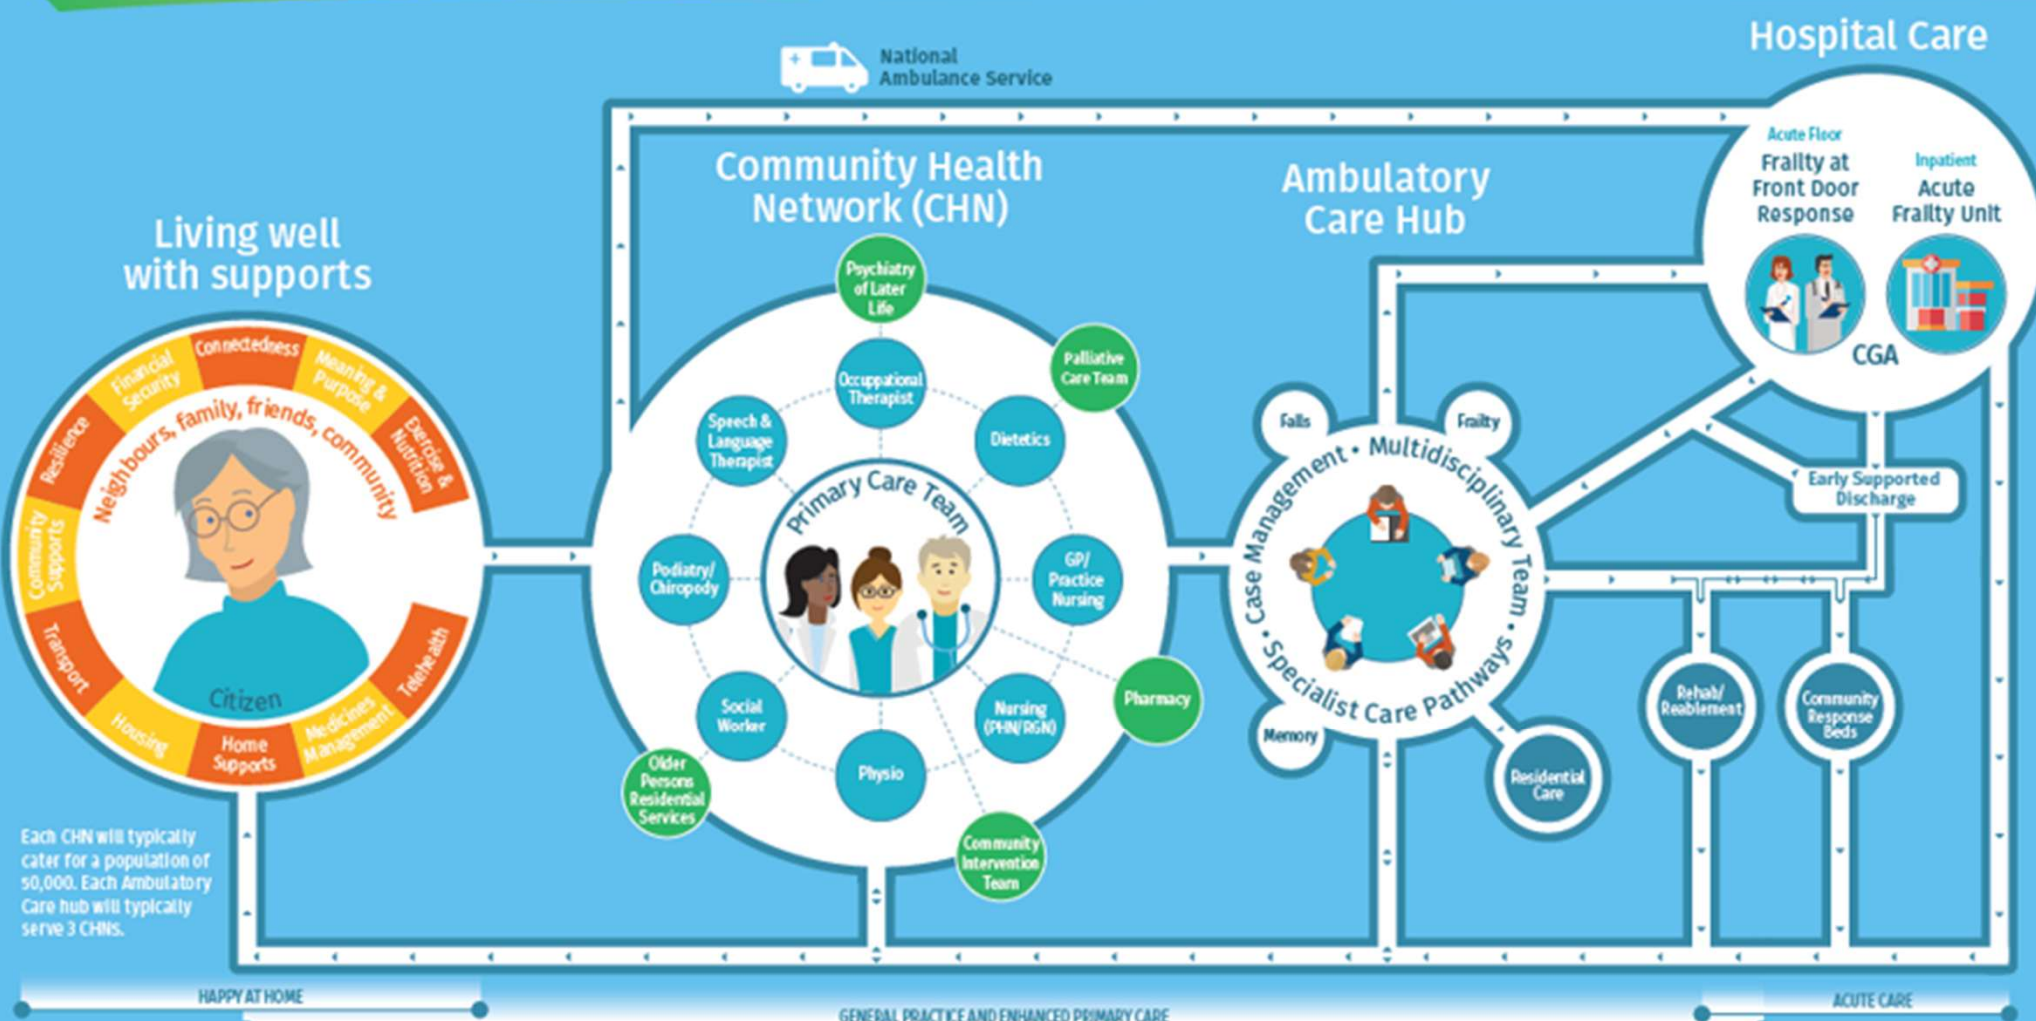 Hospital Care
National
Ambulance Service
Community Health
Network (CHN)
Ambulatory
Care Hub
Living well
with supports
Acute Floor
Frailty at
Front Door
Response
Inpatient
Acute
Frailty Unit
CGA
Connectedness
Meaning &
Purpose
Exercise &
Nutrition
Financial
Security
Resilience
Community
Supports
Transport
Housing
Home
Supports
Medicines
Management
Telehealth
Neighbours, family, friends, community
Citizen
Psychiatry
of Later
Life
Palliative
Care Team
Occuppational
Therapist
Speech &
Language
Therapist
Dietetics
Primary Care Team
Podiatry/
Chiropody
GP/
Practice
Nursing
Social
Worker
Nursing
(PHN/RGN)
Physio
Pharmacy
Older
Persons
Residential
Services
Community
Intervention
Team
Falls
Frailty
Memory
Case Management • Multidisciplinary Team • Specialist Care Pathways •
Early Supported
Discharge
Residential
Care
Rehab/
Reablement
Community
Response
Beds
Each CHN will typically
cater for a population of
50,000. Each Ambulatory
Care hub will typically
serve 3 CHNs.
HAPPY AT HOME
GENERAL PRACTICE AND ENHANCED PRIMARY CARE
ACUTE CARE